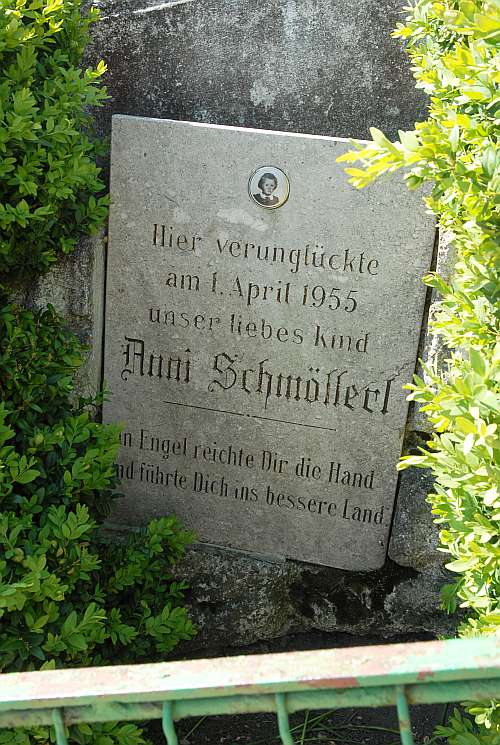 Hier verunglückte
am 1. April 1955
unser liebes Kind
Anni Schmöllerl
Engel reichte Dir die Hand
führte Dich ins bessere Land